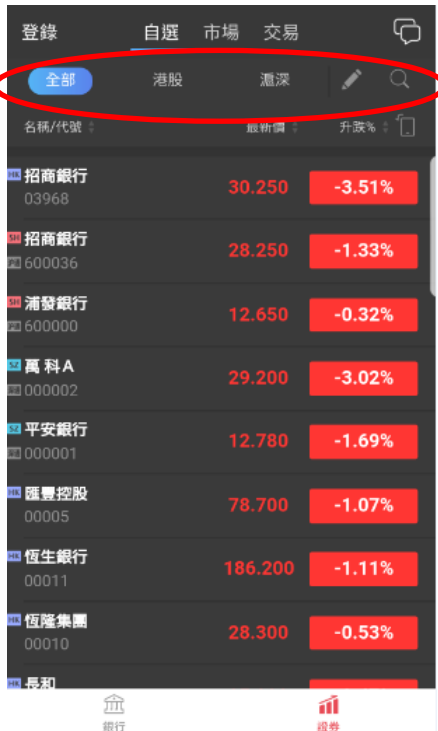 登錄 自選 市場 交易
全部 港股 滬深
名稱/代號 最新價 升跌%
HK 招商銀行 30.250 -3.51%
03968
SH 招商銀行 28.250 -1.33%
600036
SH 浦發銀行 12.650 -0.32%
600000
SZ 萬 科A 29.200 -3.02%
000002
SZ 平安銀行 12.780 -1.69%
000001
HK 匯豐控股 78.700 -1.07%
00005
HK 恆生銀行 186.200 -1.11%
00011
HK 恆隆集團 28.300 -0.53%
00010
HK 長和
銀行 證券